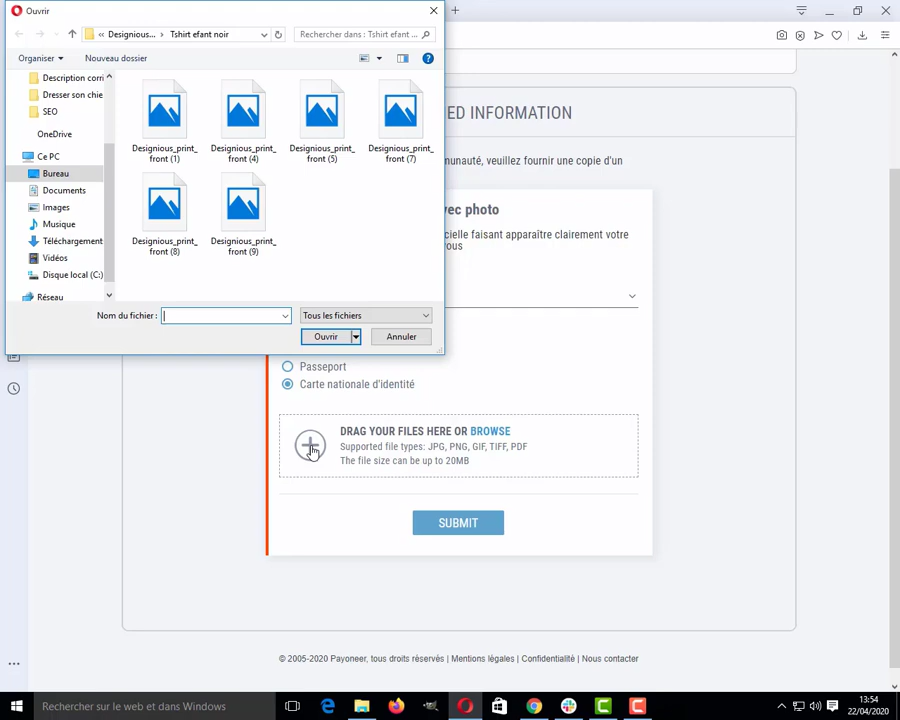 Ouvrir
Designious... Tshirt efant noir
Rechercher dans : Tshirt efant ...
Organiser
Nouveau dossier
Description corri
Dresser son chie
SEO
OneDrive
Ce PC
Bureau
Documents
Images
Musique
Téléchargement
Vidéos
Disque local (C:)
Réseau
Designious_print_
front (1)
Designious_print_
front (4)
Designious_print_
front (5)
Designious_print_
front (7)
Designious_print_
front (8)
Designious_print_
front (9)
Nom du fichier :
Tous les fichiers
Ouvrir
Annuler
ED INFORMATION
munauté, veuillez fournir une copie d'un
vec photo
cielle faisant apparaître clairement votre
vous
Passeport
Carte nationale d'identité
DRAG YOUR FILES HERE OR BROWSE
Supported file types: JPG, PNG, GIF, TIFF, PDF
The file size can be up to 20MB
SUBMIT
© 2005-2020 Payoneer, tous droits réservés | Mentions légales | Confidentialité | Nous contacter
Rechercher sur le web et dans Windows
13:54
22/04/2020